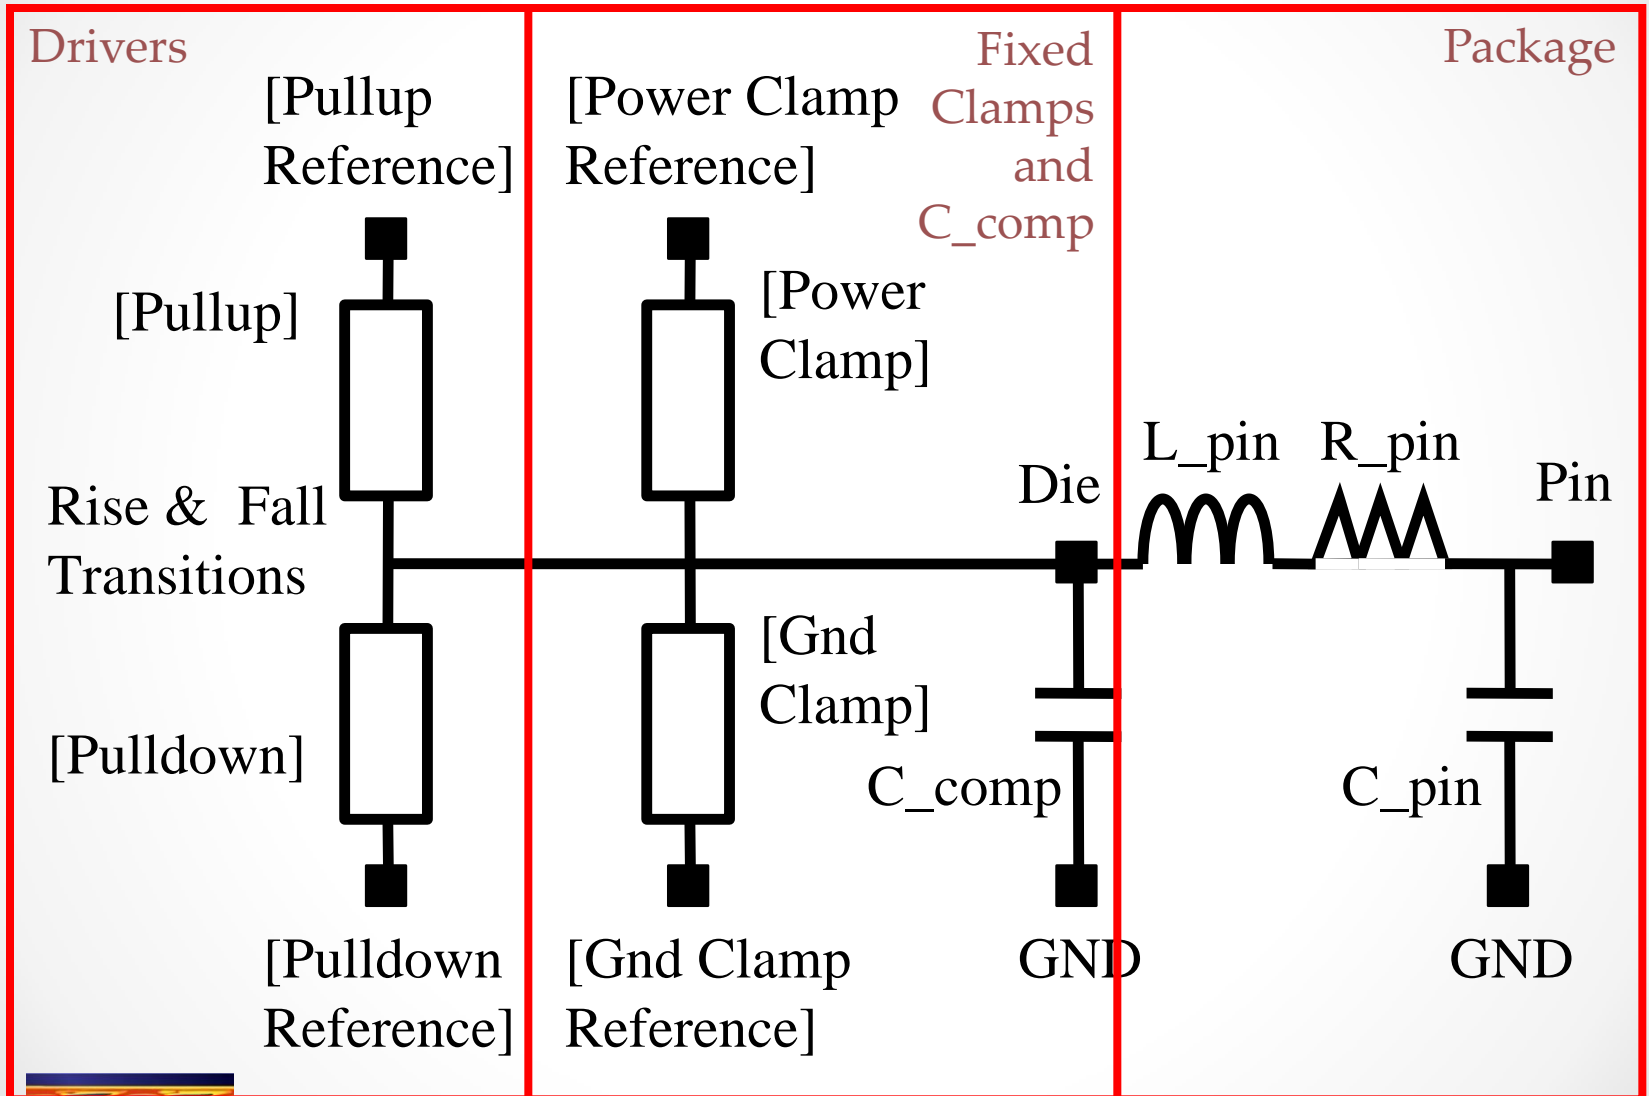 Drivers
[Pullup
Reference]
[Pullup]
Rise &  Fall
Transitions
[Pulldown]
[Pulldown
Reference]
Fixed
Clamps
and
C_comp
[Power Clamp
Reference]
[Power
Clamp]
Die
[Gnd
Clamp]
C_comp
[Gnd Clamp
Reference]
GND
Package
L_pin
R_pin
Pin
C_pin
GND